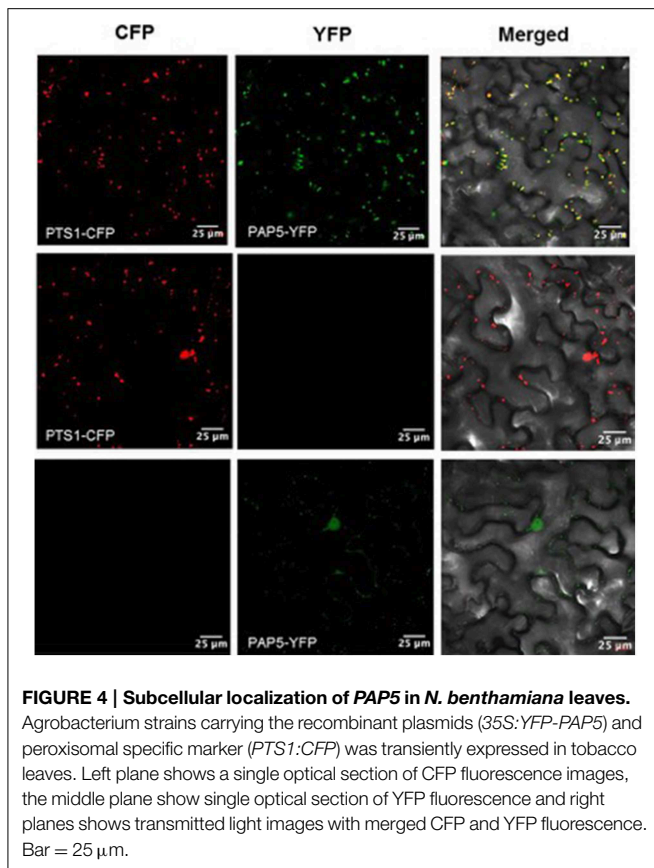 CFP YFP Merged
PTS1-CFP 25 µm PAP5-YFP 25 µm 25 µm
PTS1-CFP 25 µm 25 µm 25 µm
25 µm PAP5-YFP 25 µm 25 µm
FIGURE 4 | Subcellular localization of PAP5 in N. benthamiana leaves.
Agrobacterium strains carrying the recombinant plasmids (35S:YFP-PAP5) and
peroxisomal specific marker (PTS1:CFP) was transiently expressed in tobacco
leaves. Left plane shows a single optical section of CFP fluorescence images,
the middle plane show single optical section of YFP fluorescence and right
planes shows transmitted light images with merged CFP and YFP fluorescence.
Bar = 25 µm.